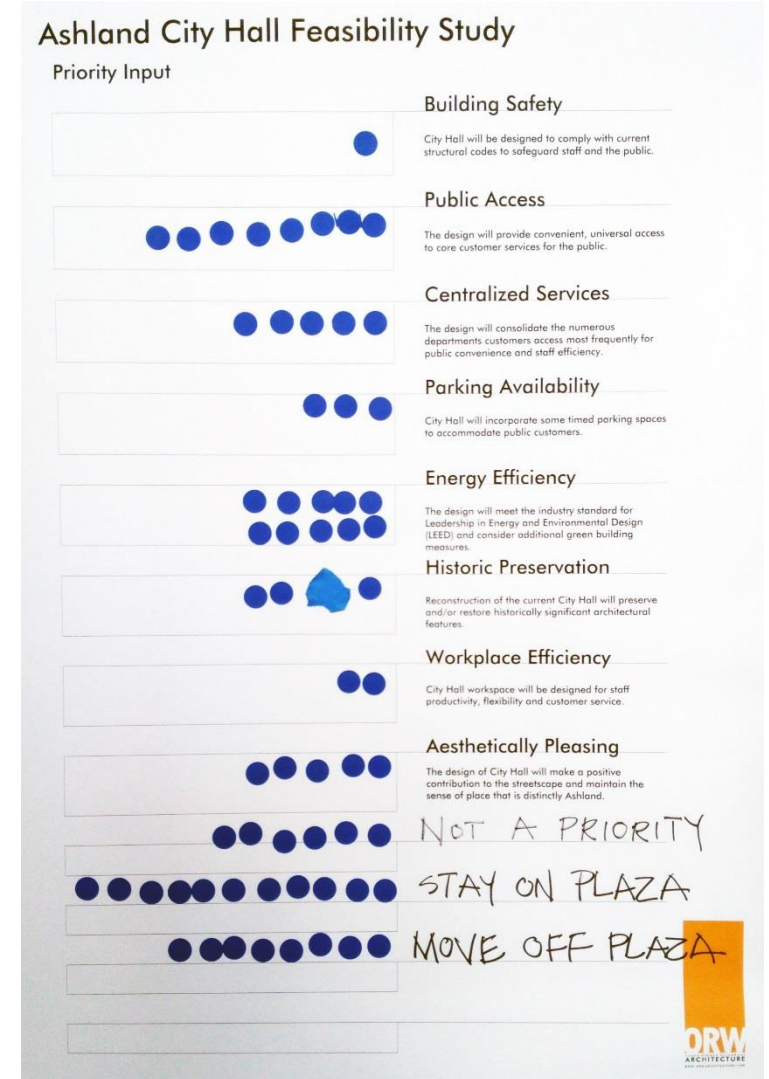 Ashland City Hall Feasibility Study
Priority Input
Building Safety
City Hall will be designed to comply with current
structural codes to safeguard staff and the public.
Public Access
The design will provide convenient, universal access
to core customer services for the public.
Centralized Services
The design will consolidate the numerous
departments customers access most frequently for
public convenience and staff efficiency.
Parking Availability
City Hall will incorporate some timed parking spaces
to accommodate public customers.
Energy Efficiency
The design will meet the industry standard for
Leadership in Energy and Environmental Design
(LEED) and consider additional green building
measures.
Historic Preservation
Reconstruction of the current City Hall will preserve
and/or restore historically significant architectural
features.
Workplace Efficiency
City Hall workspace will be designed for staff
productivity, flexibility and customer service.
Aesthetically Pleasing
The design of City Hall will make a positive
contribution to the streetscape and maintain the
sense of place that is distinctly Ashland.
NOT A PRIORITY
STAY ON PLAZA
MOVE OFF PLAZA
ORW
ARCHITECTURE